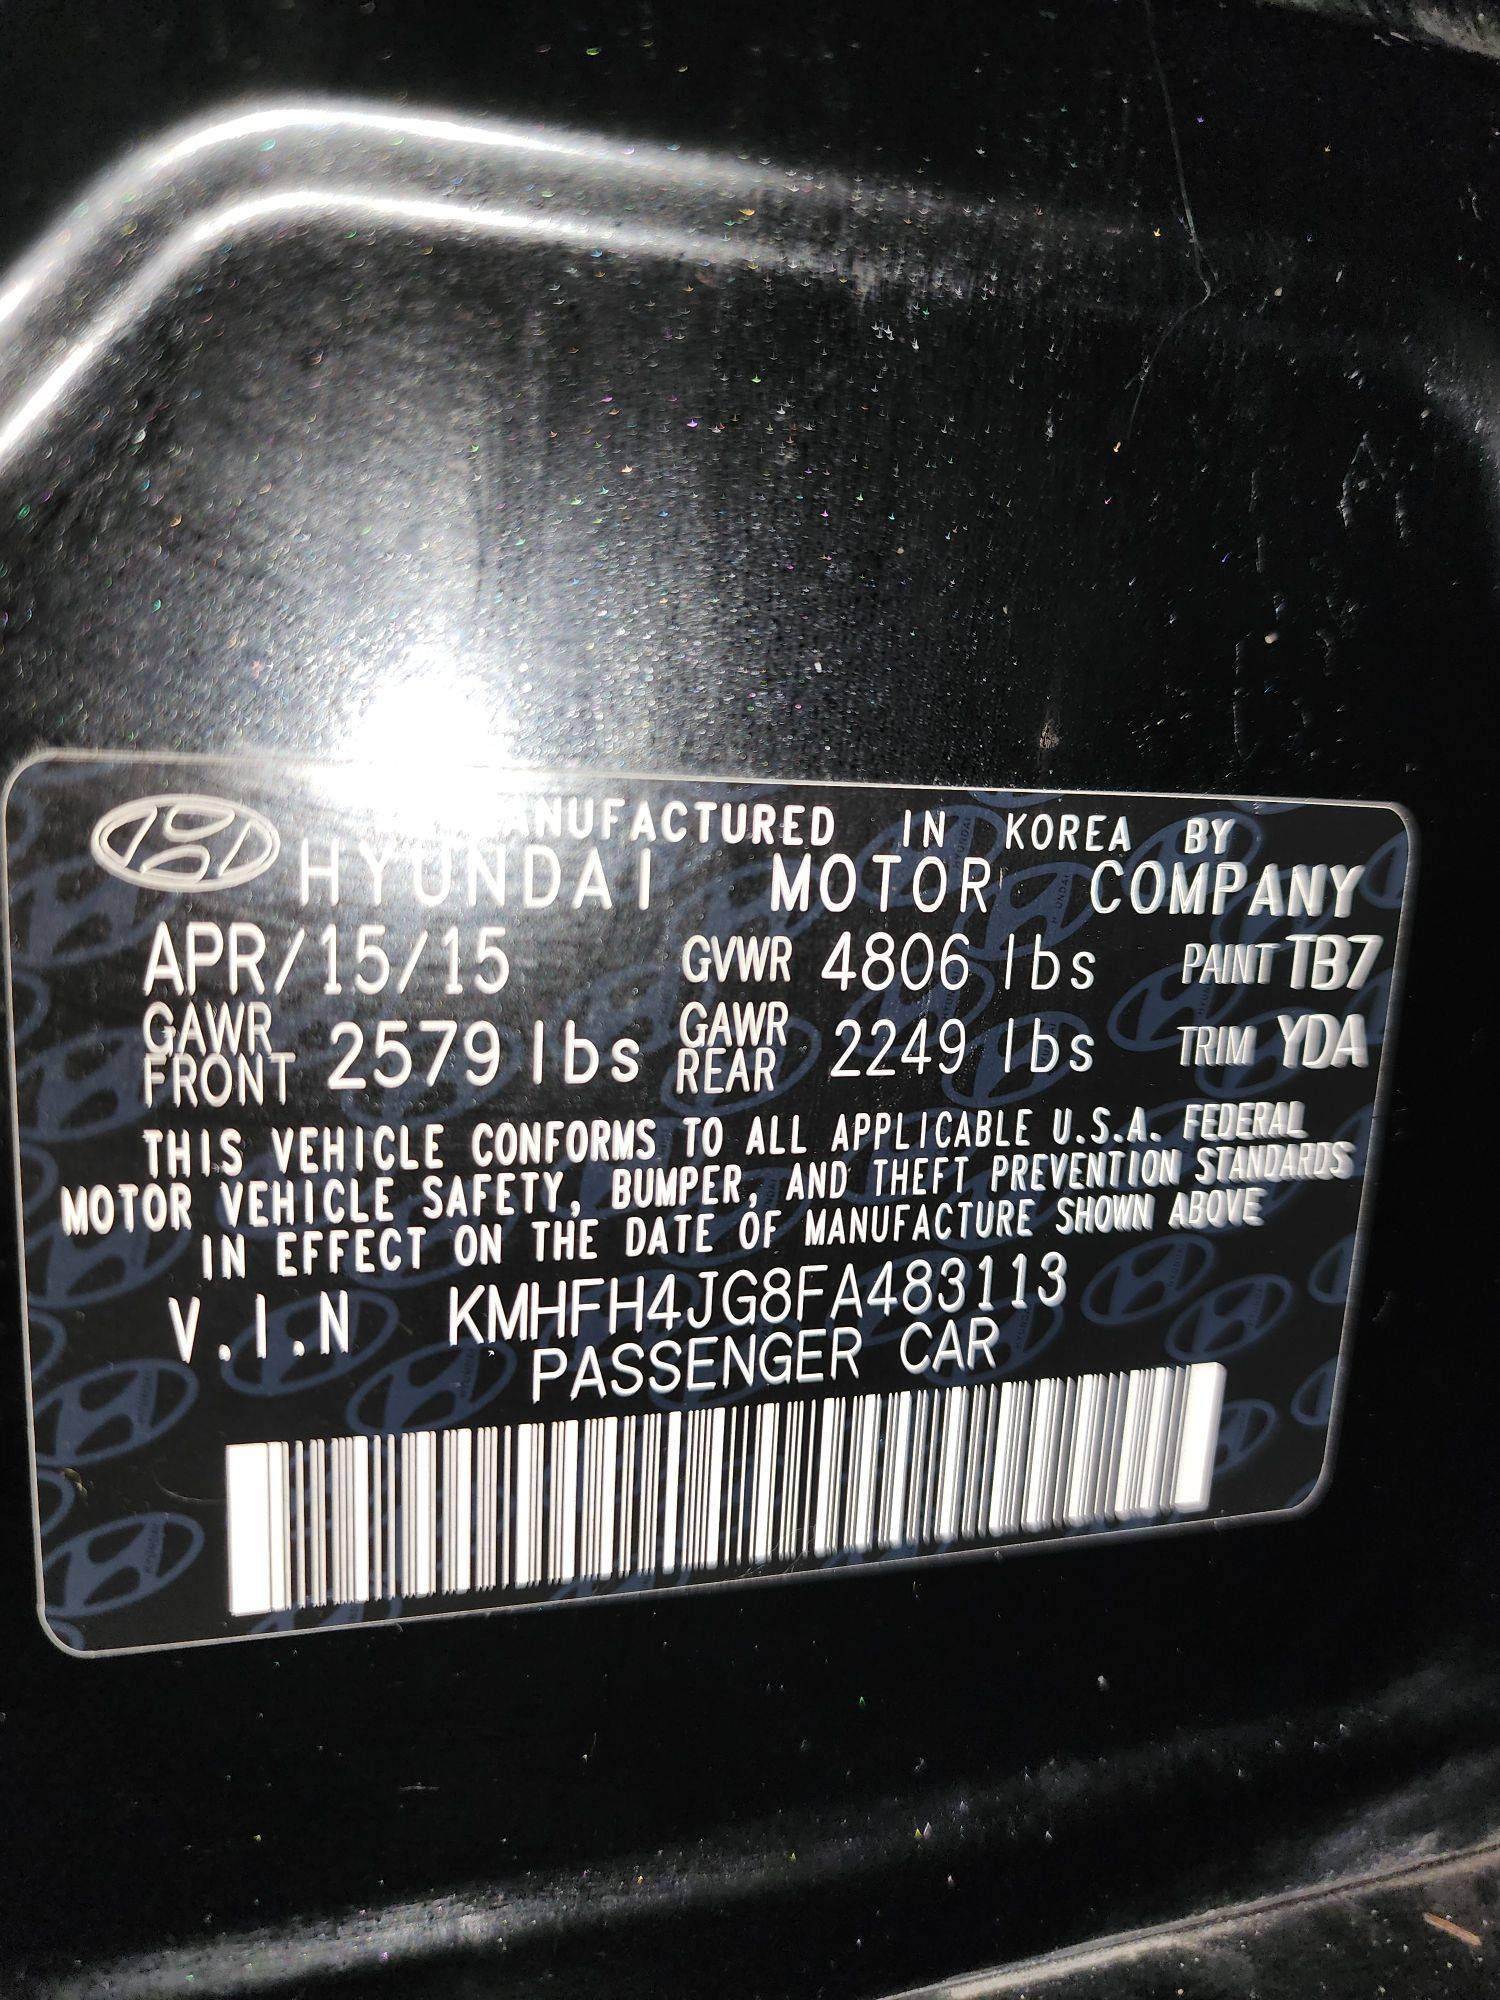 MANUFACTURED IN KOREA BY
HYUNDAI MOTOR COMPANY
APR/15/15 GVWR 4806 lbs PAINT TB7
GAWR FRONT 2579 lbs GAWR REAR 2249 lbs TRIM YDA
THIS VEHICLE CONFORMS TO ALL APPLICABLE U.S.A. FEDERAL
MOTOR VEHICLE SAFETY, BUMPER, AND THEFT PREVENTION STANDARDS
IN EFFECT ON THE DATE OF MANUFACTURE SHOWN ABOVE
V.I.N KMHFH4JG8FA483113
PASSENGER CAR